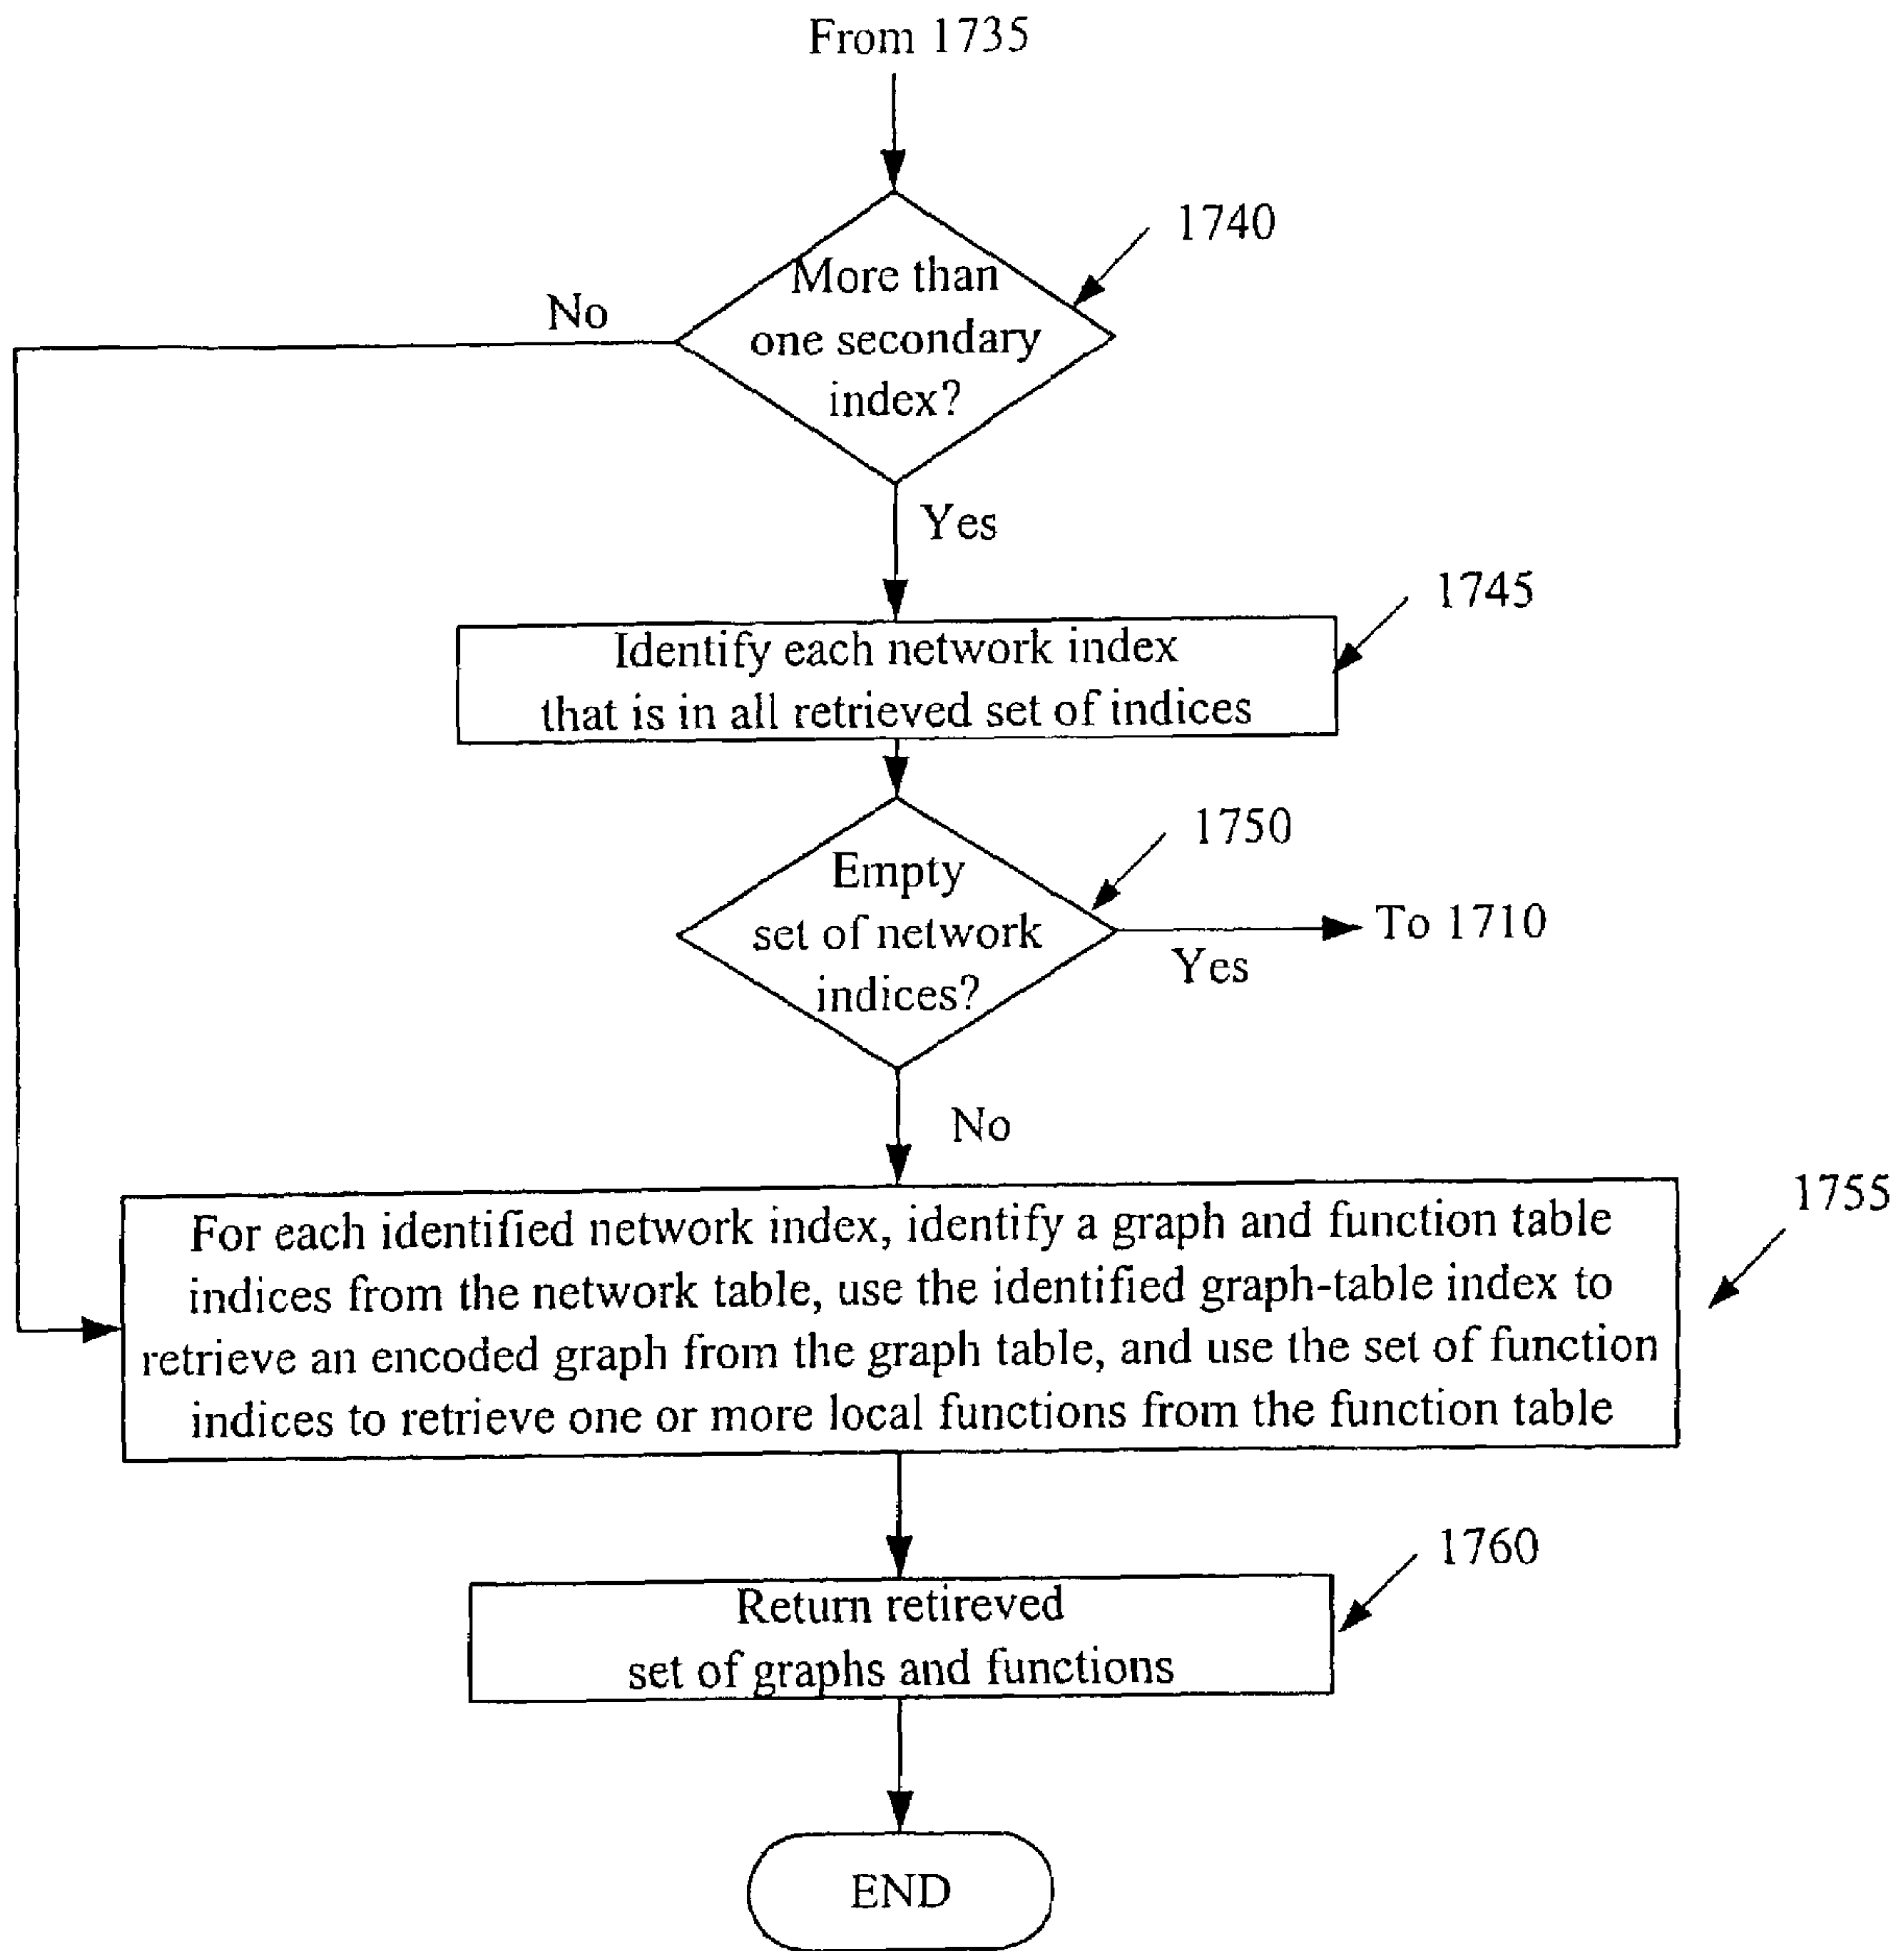 From 1735
1740
More than
one secondary
index?
No
Yes
1745
Identify each network index
that is in all retrieved set of indices
1750
Empty
set of network
indices?
To 1710
Yes
No
1755
For each identified network index, identify a graph and function table
indices from the network table, use the identified graph-table index to
retrieve an encoded graph from the graph table, and use the set of function
indices to retrieve one or more local functions from the function table
1760
Return retireved
set of graphs and functions
END